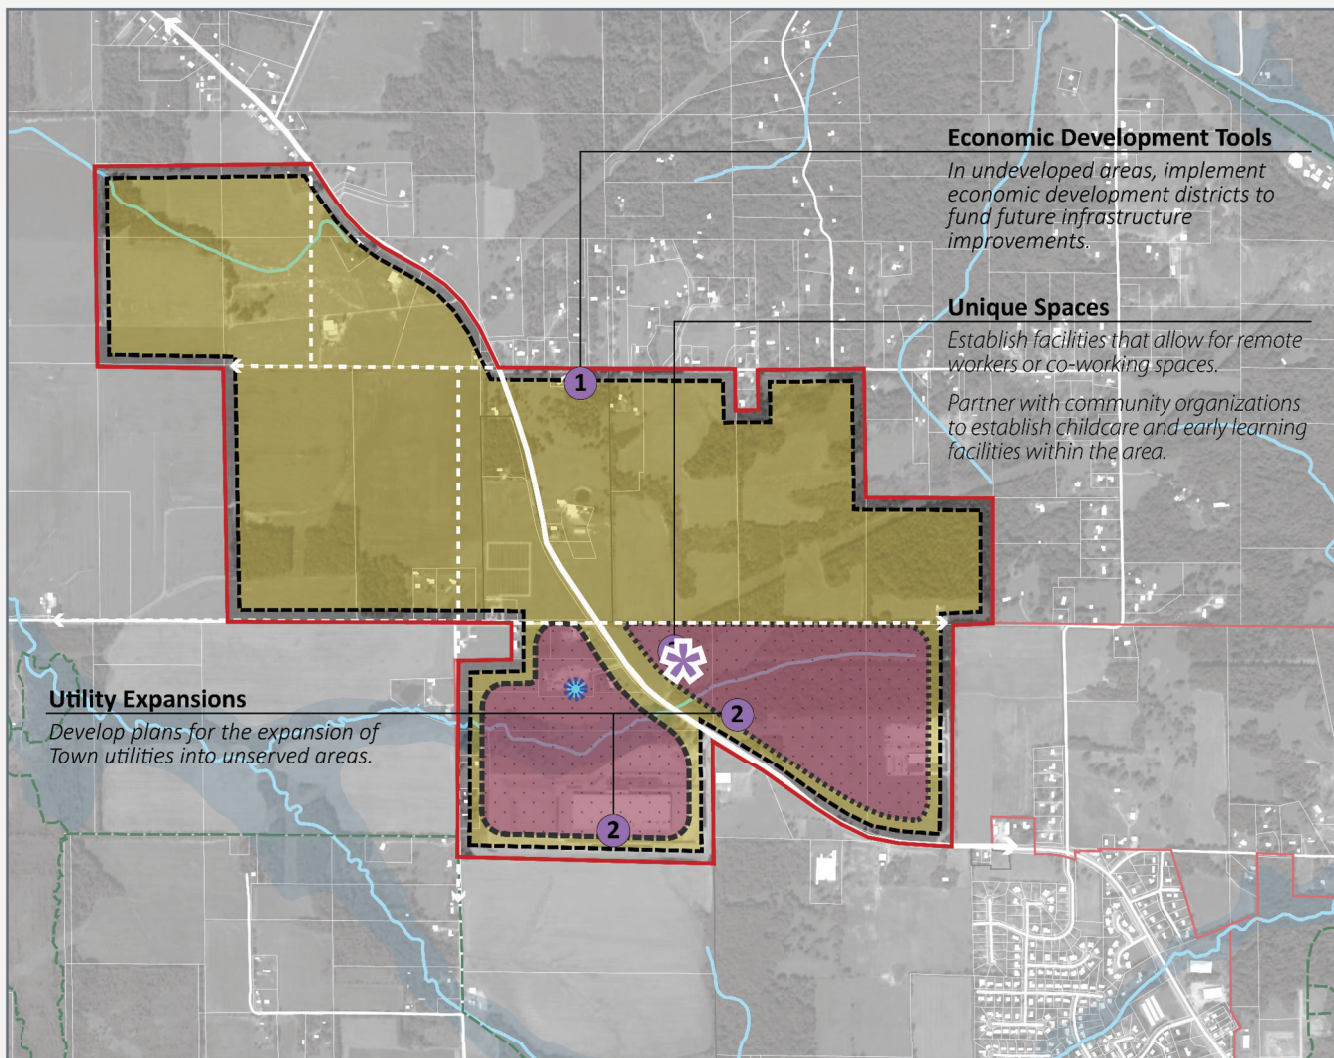 Economic Development Tools
In undeveloped areas, implement
economic development districts to
fund future infrastructure
improvements.
Unique Spaces
Establish facilities that allow for remote
workers or co-working spaces.
Partner with community organizations
to establish childcare and early learning
facilities within the area.
1
2
Utility Expansions
Develop plans for the expansion of
Town utilities into unserved areas.
2